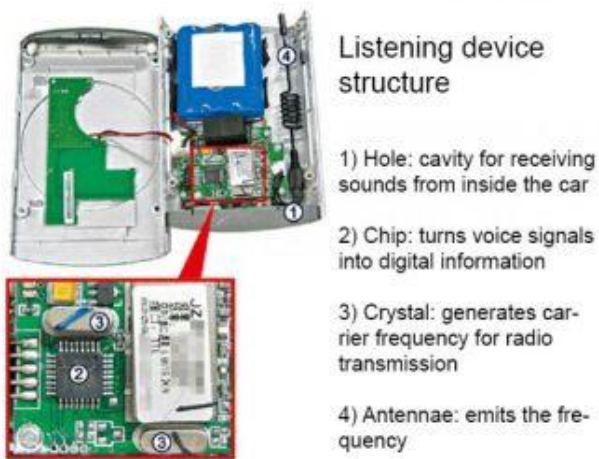 Listening device
structure
1) Hole: cavity for receiving
sounds from inside the car
2) Chip: turns voice signals
into digital information
3) Crystal: generates car-
rier frequency for radio
transmission
4) Antennae: emits the fre-
quency
4
1
3
2
JZ
3